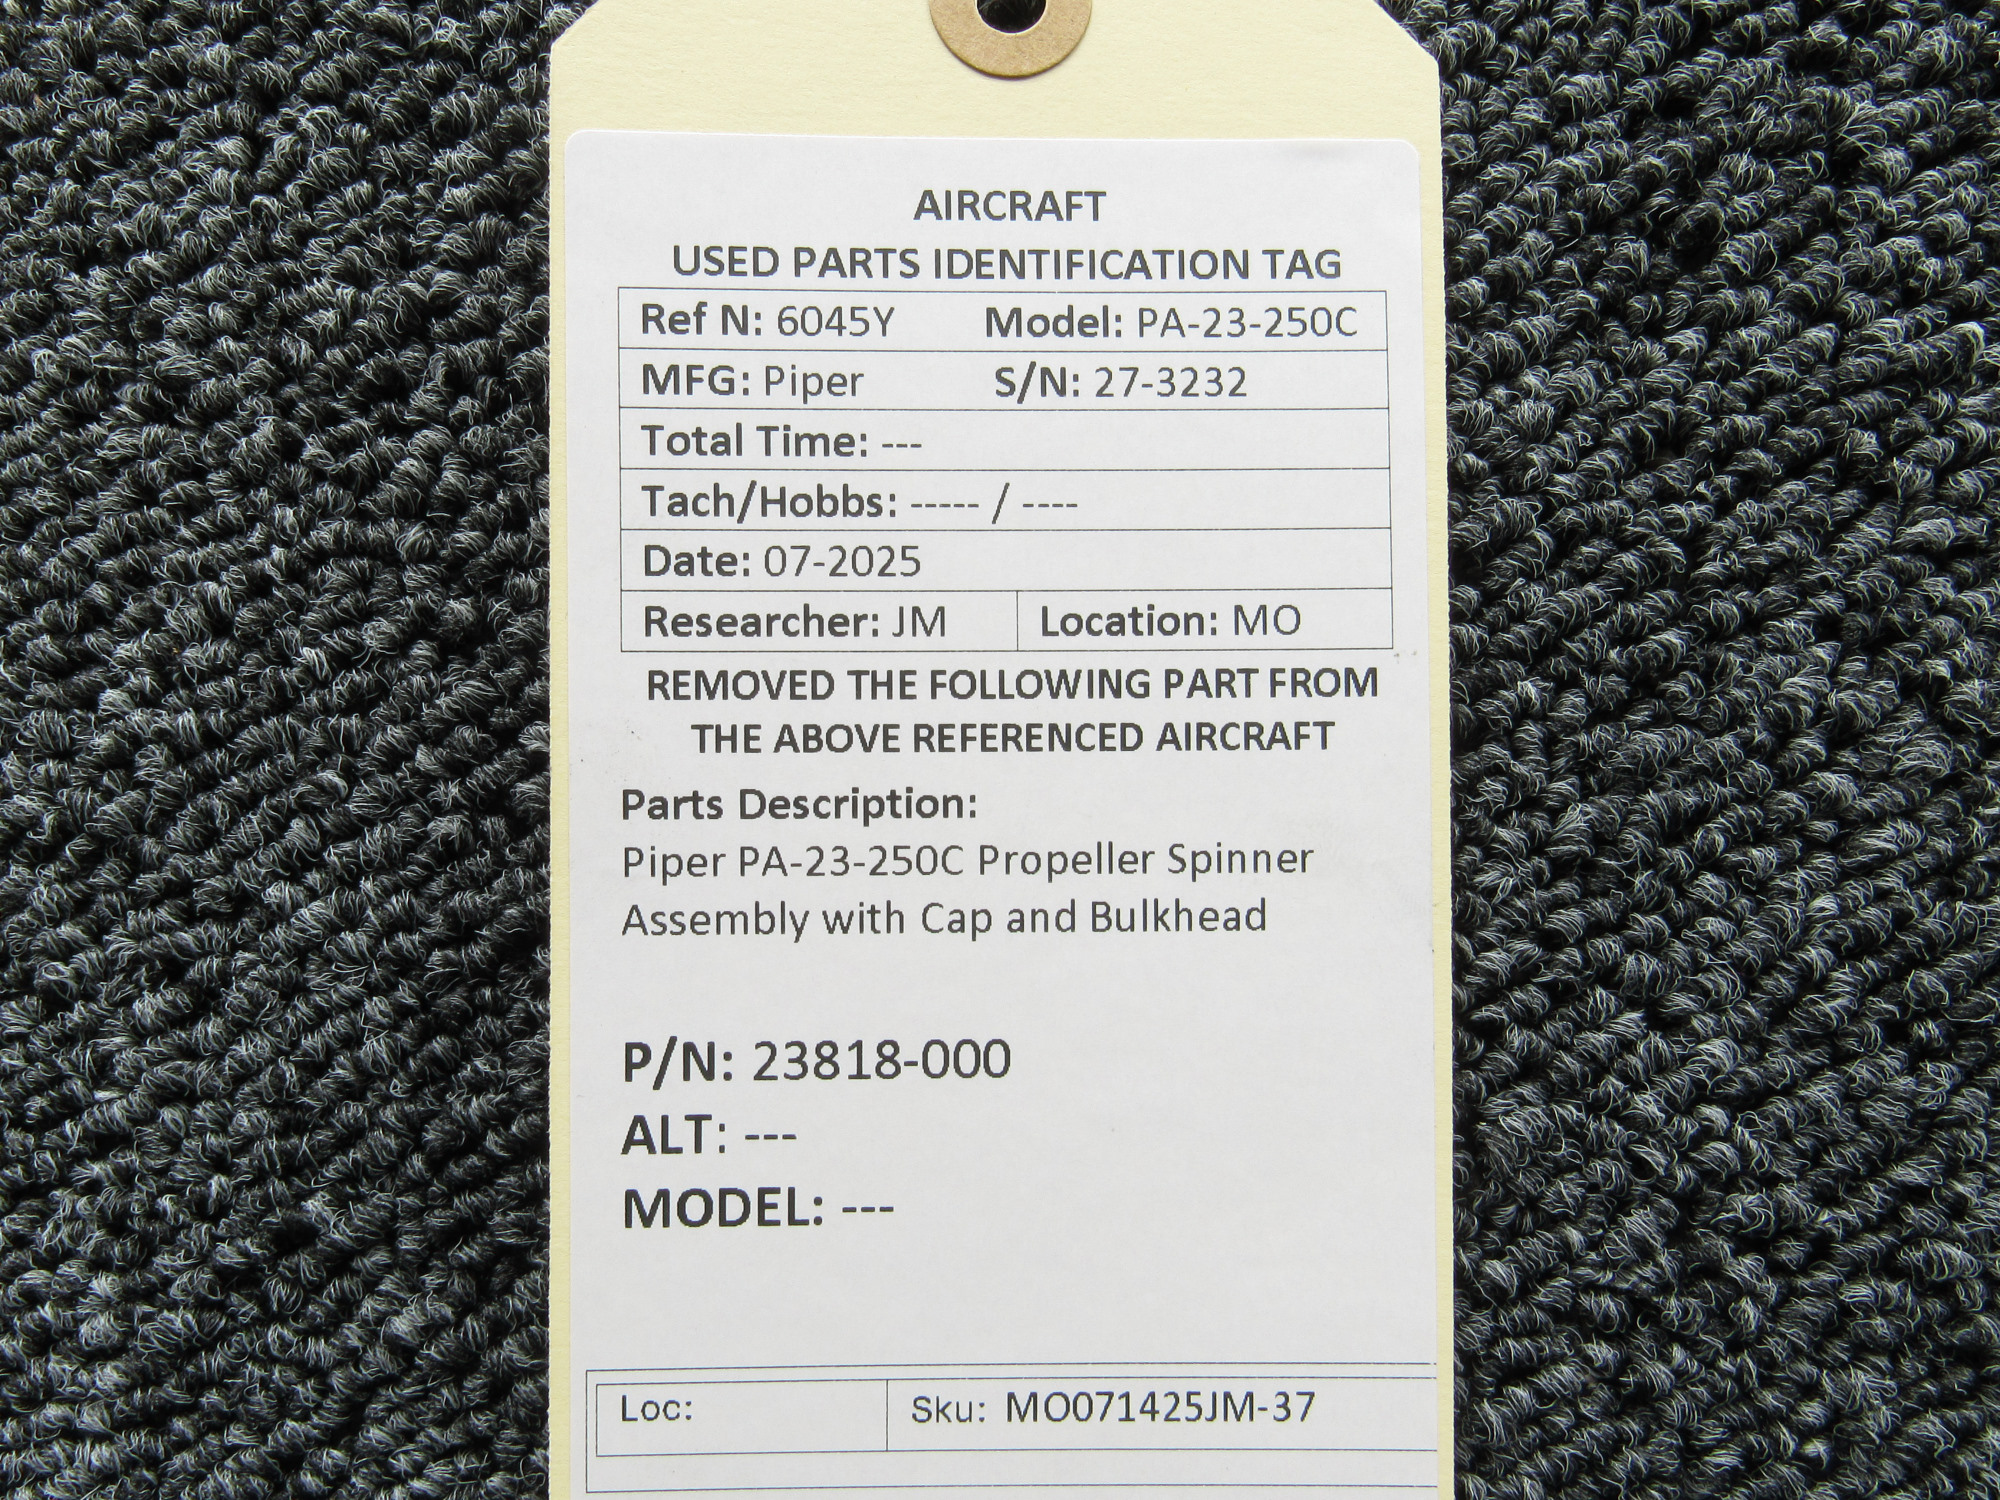 AIRCRAFT
USED PARTS IDENTIFICATION TAG
Ref N: 6045Y Model: PA-23-250C
MFG: Piper S/N: 27-3232
Total Time: ---
Tach/Hobbs: ----- / ----
Date: 07-2025
Researcher: JM Location: MO
REMOVED THE FOLLOWING PART FROM
THE ABOVE REFERENCED AIRCRAFT
Parts Description:
Piper PA-23-250C Propeller Spinner
Assembly with Cap and Bulkhead
P/N: 23818-000
ALT: ---
MODEL: ---
Loc: Sku: MO071425JM-37